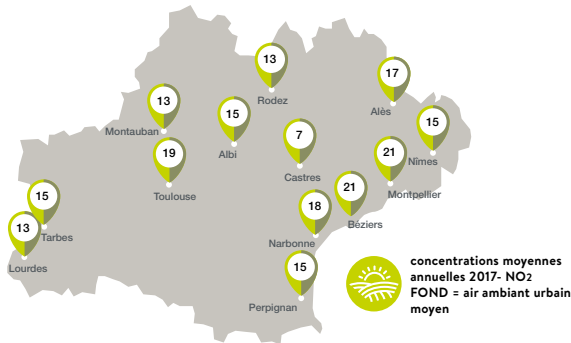 13
Rodez
17
Alès
13
Montauban
15
Albi
7
Castres
15
Nîmes
19
Toulouse
21
Montpellier
21
Béziers
18
Narbonne
15
Tarbes
13
Lourdes
15
Perpignan
concentrations moyennes
annuelles 2017- NO2
FOND = air ambiant urbain
moyen